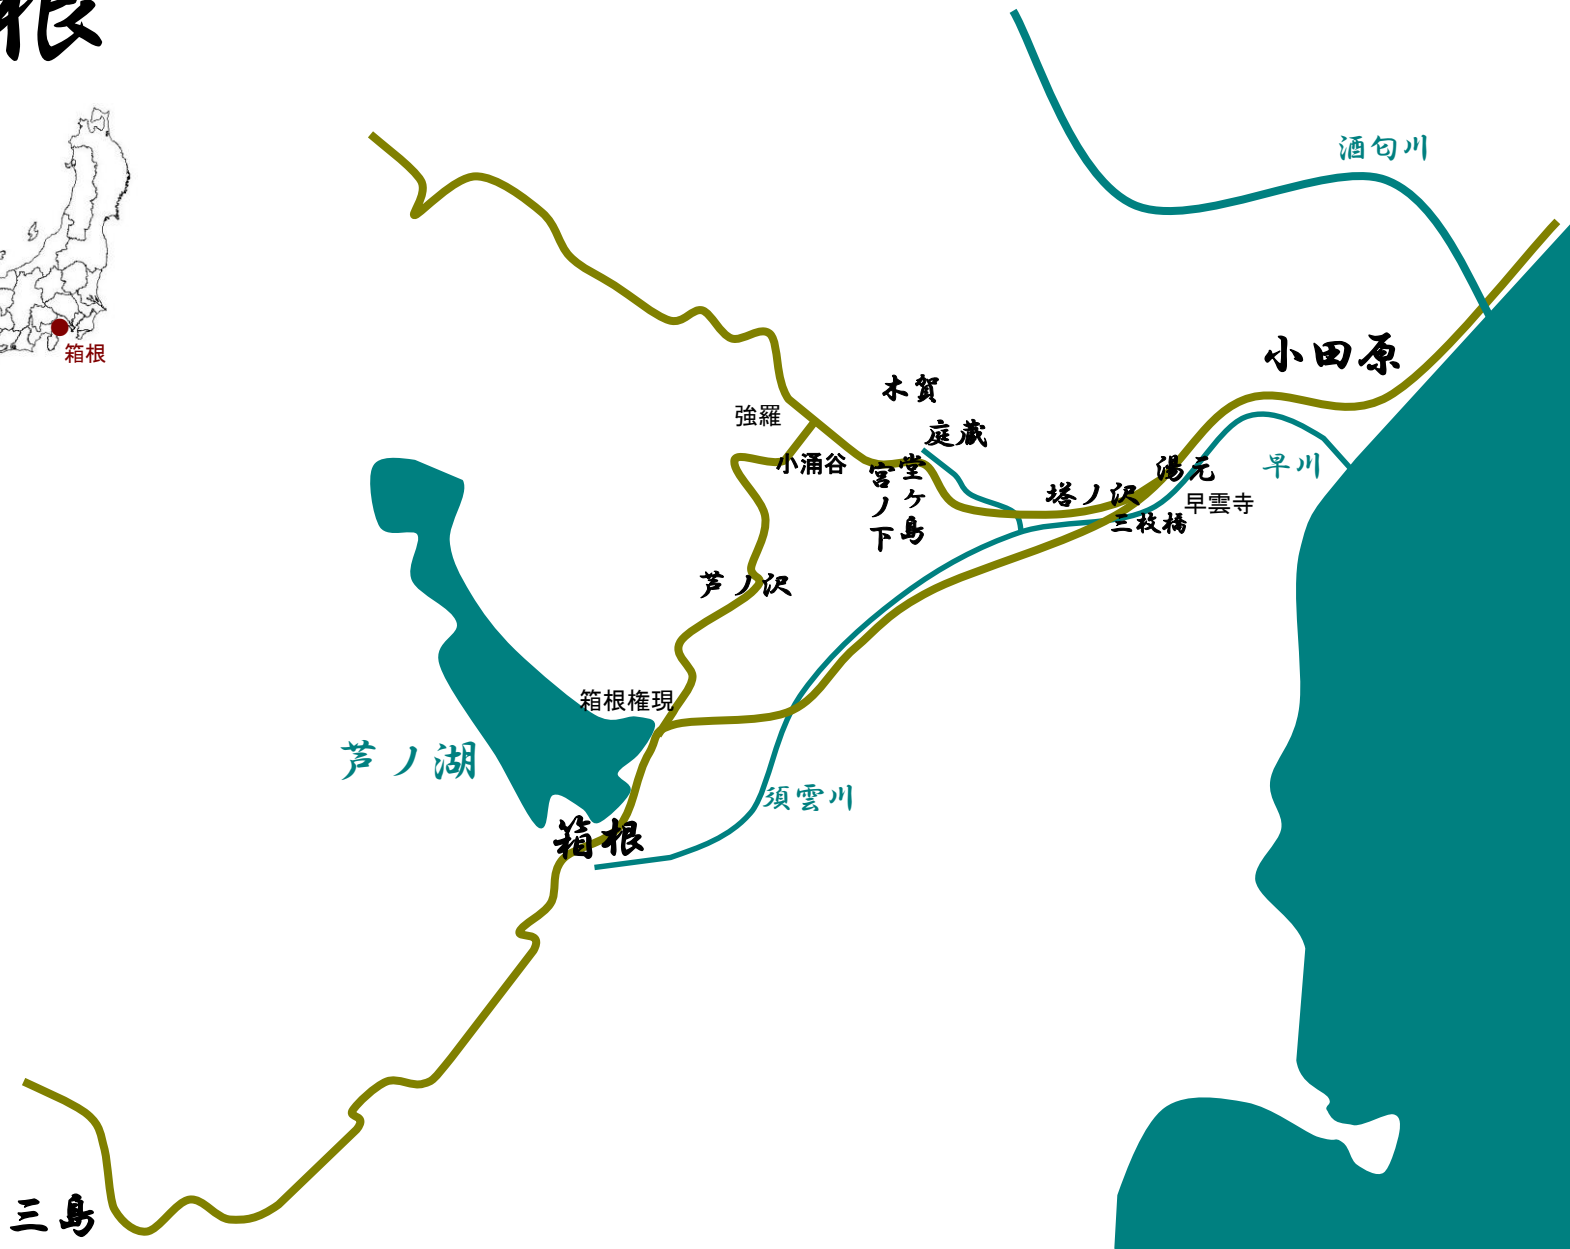 根
箱根
酒匂川
小田原
木賀
強羅
庭蔵
小涌谷
宮ノ下
堂ヶ島
塔ノ沢
湯元
早川
早雲寺
三枚橋
芦ノ沢
箱根権現
芦ノ湖
須雲川
箱根
三島